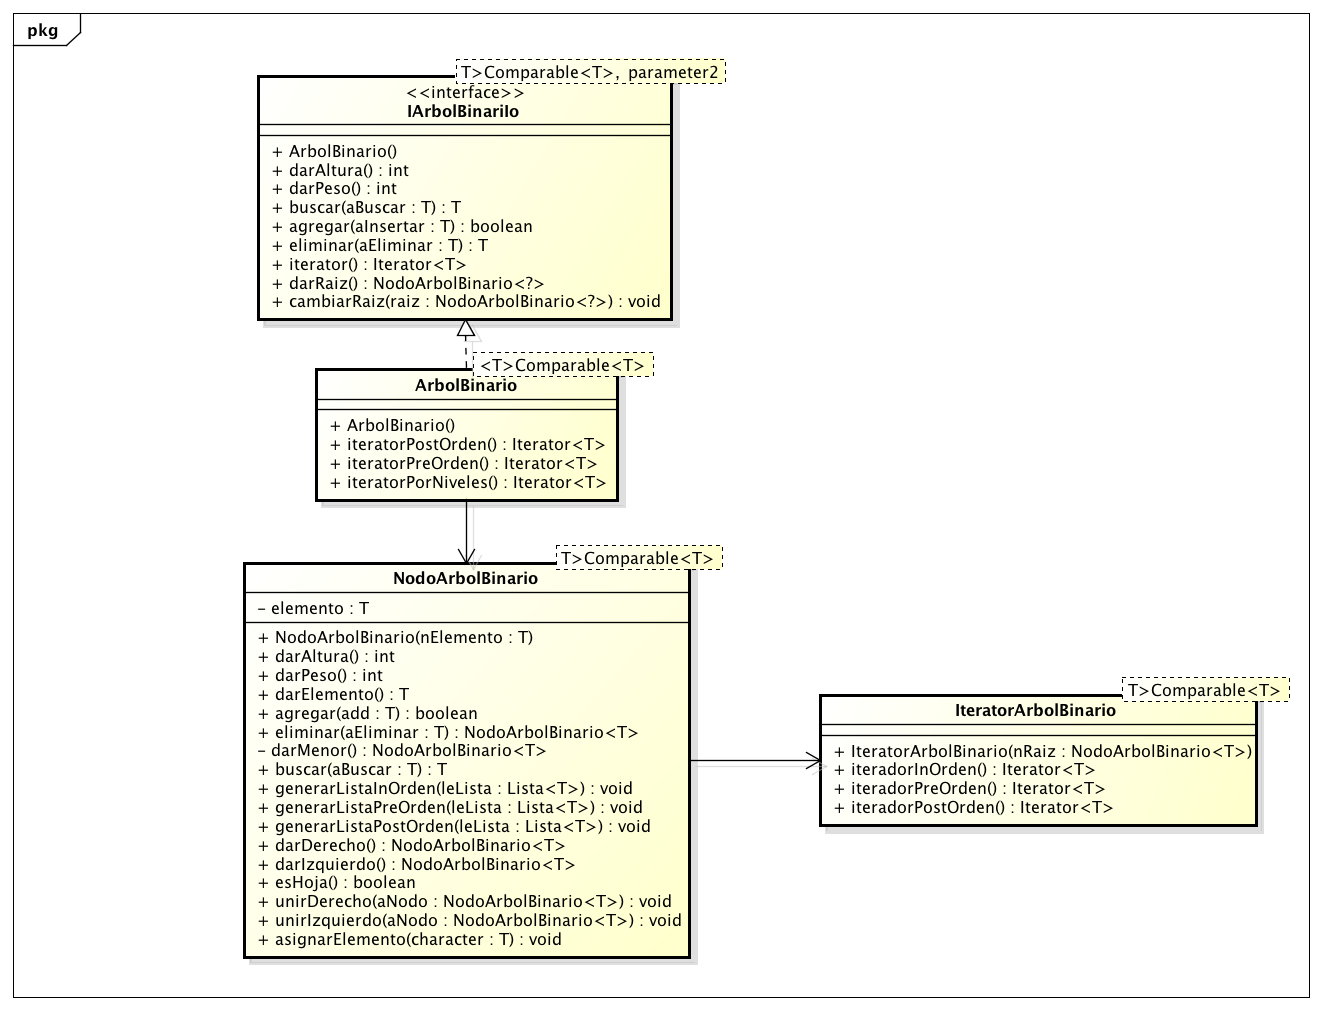 pkg
T>Comparable<T>, parameter2
<<interface>>
IArbolBinariIo
+ ArbolBinario()
+ darAltura() : int
+ darPeso() : int
+ buscar(aBuscar : T) : T
+ agregar(aInsertar : T) : boolean
+ eliminar(aEliminar : T) : T
+ iterator() : Iterator<T>
+ darRaiz() : NodoArbolBinario<?>
+ cambiarRaiz(raiz : NodoArbolBinario<?>) : void
<T>Comparable<T>
ArbolBinario
+ ArbolBinario()
+ iteratorPostOrden() : Iterator<T>
+ iteratorPreOrden() : Iterator<T>
+ iteratorPorNiveles() : Iterator<T>
T>Comparable<T>
NodoArbolBinario
- elemento : T
+ NodoArbolBinario(nElemento : T)
+ darAltura() : int
+ darPeso() : int
+ darElemento() : T
+ agregar(add : T) : boolean
+ eliminar(aEliminar : T) : NodoArbolBinario<T>
- darMenor() : NodoArbolBinario<T>
+ buscar(aBuscar : T) : T
+ generarListaInOrden(leLista : Lista<T>) : void
+ generarListaPreOrden(leLista : Lista<T>) : void
+ generarListaPostOrden(leLista : Lista<T>) : void
+ darDerecho() : NodoArbolBinario<T>
+ darIzquierdo() : NodoArbolBinario<T>
+ esHoja() : boolean
+ unirDerecho(aNodo : NodoArbolBinario<T>) : void
+ unirIzquierdo(aNodo : NodoArbolBinario<T>) : void
+ asignarElemento(character : T) : void
T>Comparable<T>
IteratorArbolBinario
+ IteratorArbolBinario(nRaiz : NodoArbolBinario<T>)
+ iteradorInOrden() : Iterator<T>
+ iteradorPreOrden() : Iterator<T>
+ iteradorPostOrden() : Iterator<T>